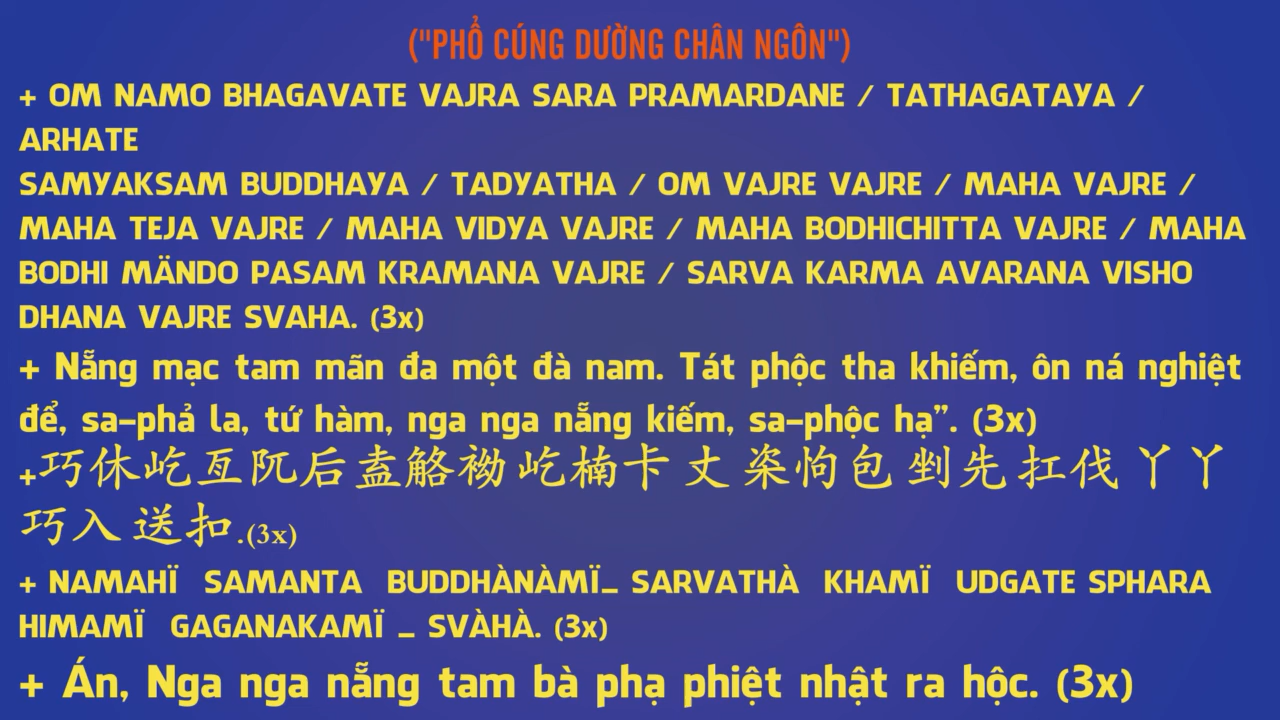 ("PHỔ CÚNG DƯỜNG CHÂN NGÔN")
+ OM NAMO BHAGAVATE VAJRA SARA PRAMARDANE / TATHAGATAYA /
ARHATE
SAMYAKSAM BUDDHAYA / TADYATHA / OM VAJRE VAJRE / MAHA VAJRE /
MAHA TEJA VAJRE / MAHA VIDYA VAJRE / MAHA BODHICHITTA VAJRE / MAHA
BODHI MÄNDO PASAM KRAMANA VAJRE / SARVA KARMA AVARANA VISHO
DHANA VAJRE SVAHA. (3x)
+ Nẵng mạc tam mãn đa một đà nam. Tát phộc tha khiếm, ôn ná nghiệt
để, sa-phả la, tứ hàm, nga nga nẵng kiếm, sa-phộc hạ”. (3x)
+巧休屹亙阢后盍觡袎屹楠卡丈粢怐包剉先扛伐丫丫
巧入送扣.(3x)
+ NAMAHÏ SAMANTA BUDDHÀNÀMÏ_ SARVATHÀ KHAMÏ UDGATE SPHARA
HIMAMÏ GAGANAKAMÏ _ SVÀHÀ. (3x)
+ Án, Nga nga nẵng tam bà phạ phiệt nhật ra hộc. (3x)